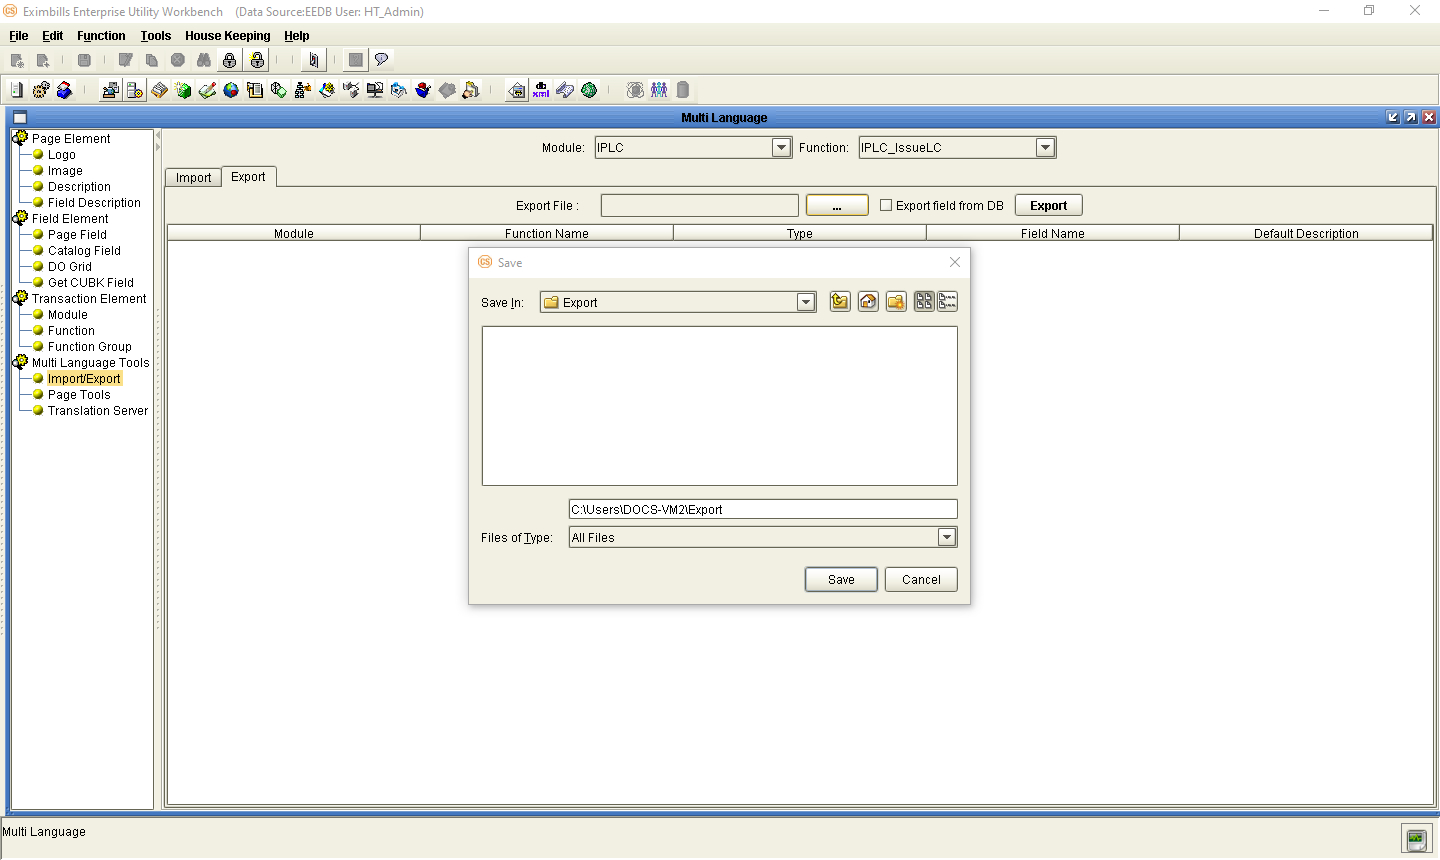 Eximbills Enterprise Utility Workbench (Data Source:EEDB User: HT_Admin)
File Edit Function Tools House Keeping Help
Multi Language
Page Element
Logo
Image
Description
Field Description
Field Element
Page Field
Catalog Field
DO Grid
Get CUBK Field
Transaction Element
Module
Function
Function Group
Multi Language Tools
Import/Export
Page Tools
Translation Server
Module: IPLC Function: IPLC_IssueLC
Import Export
Export File : ... Export field from DB Export
Module Function Name Type Field Name Default Description
CS Save
Save In: Export
C:\Users\DOCS-VM2\Export
Files of Type: All Files
Save Cancel
Multi Language